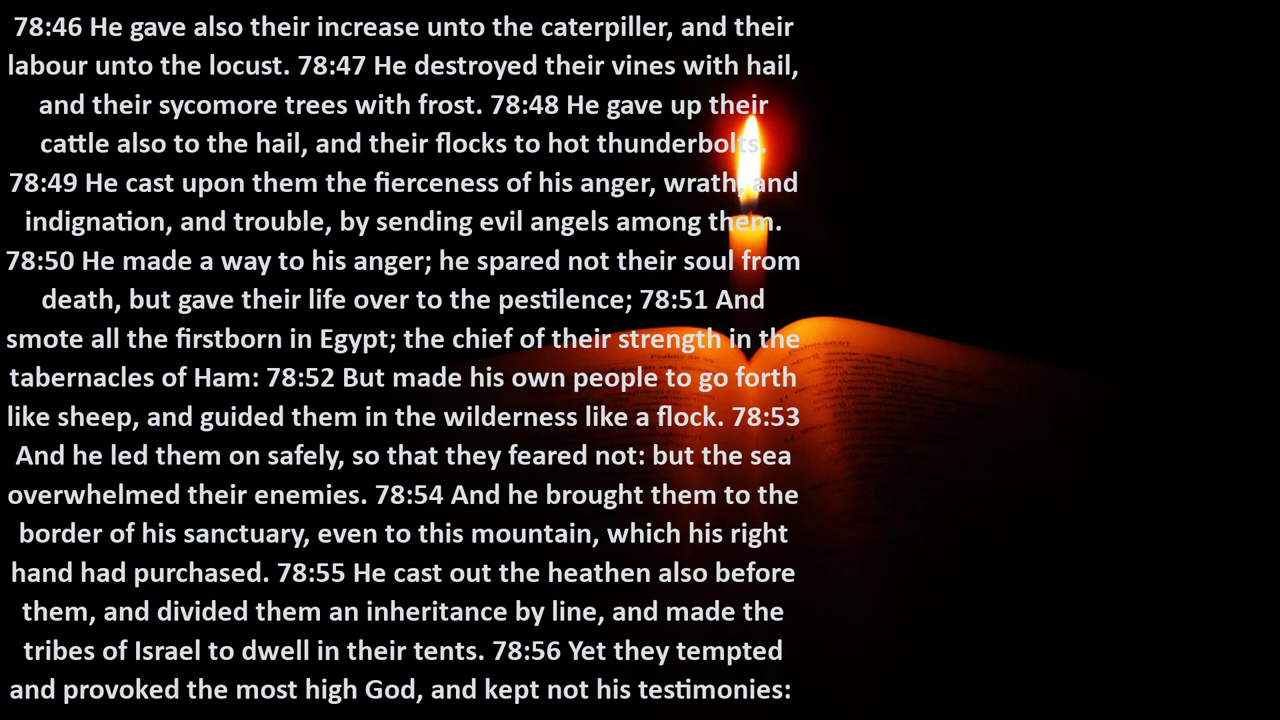 78:46 He gave also their increase unto the caterpiller, and their
labour unto the locust. 78:47 He destroyed their vines with hail,
and their sycomore trees with frost. 78:48 He gave up their
cattle also to the hail, and their flocks to hot thunderbolts.
78:49 He cast upon them the fierceness of his anger, wrath, and
indignation, and trouble, by sending evil angels among them.
78:50 He made a way to his anger; he spared not their soul from
death, but gave their life over to the pestilence; 78:51 And
smote all the firstborn in Egypt; the chief of their strength in the
tabernacles of Ham: 78:52 But made his own people to go forth
like sheep, and guided them in the wilderness like a flock. 78:53
And he led them on safely, so that they feared not: but the sea
overwhelmed their enemies. 78:54 And he brought them to the
border of his sanctuary, even to this mountain, which his right
hand had purchased. 78:55 He cast out the heathen also before
them, and divided them an inheritance by line, and made the
tribes of Israel to dwell in their tents. 78:56 Yet they tempted
and provoked the most high God, and kept not his testimonies: